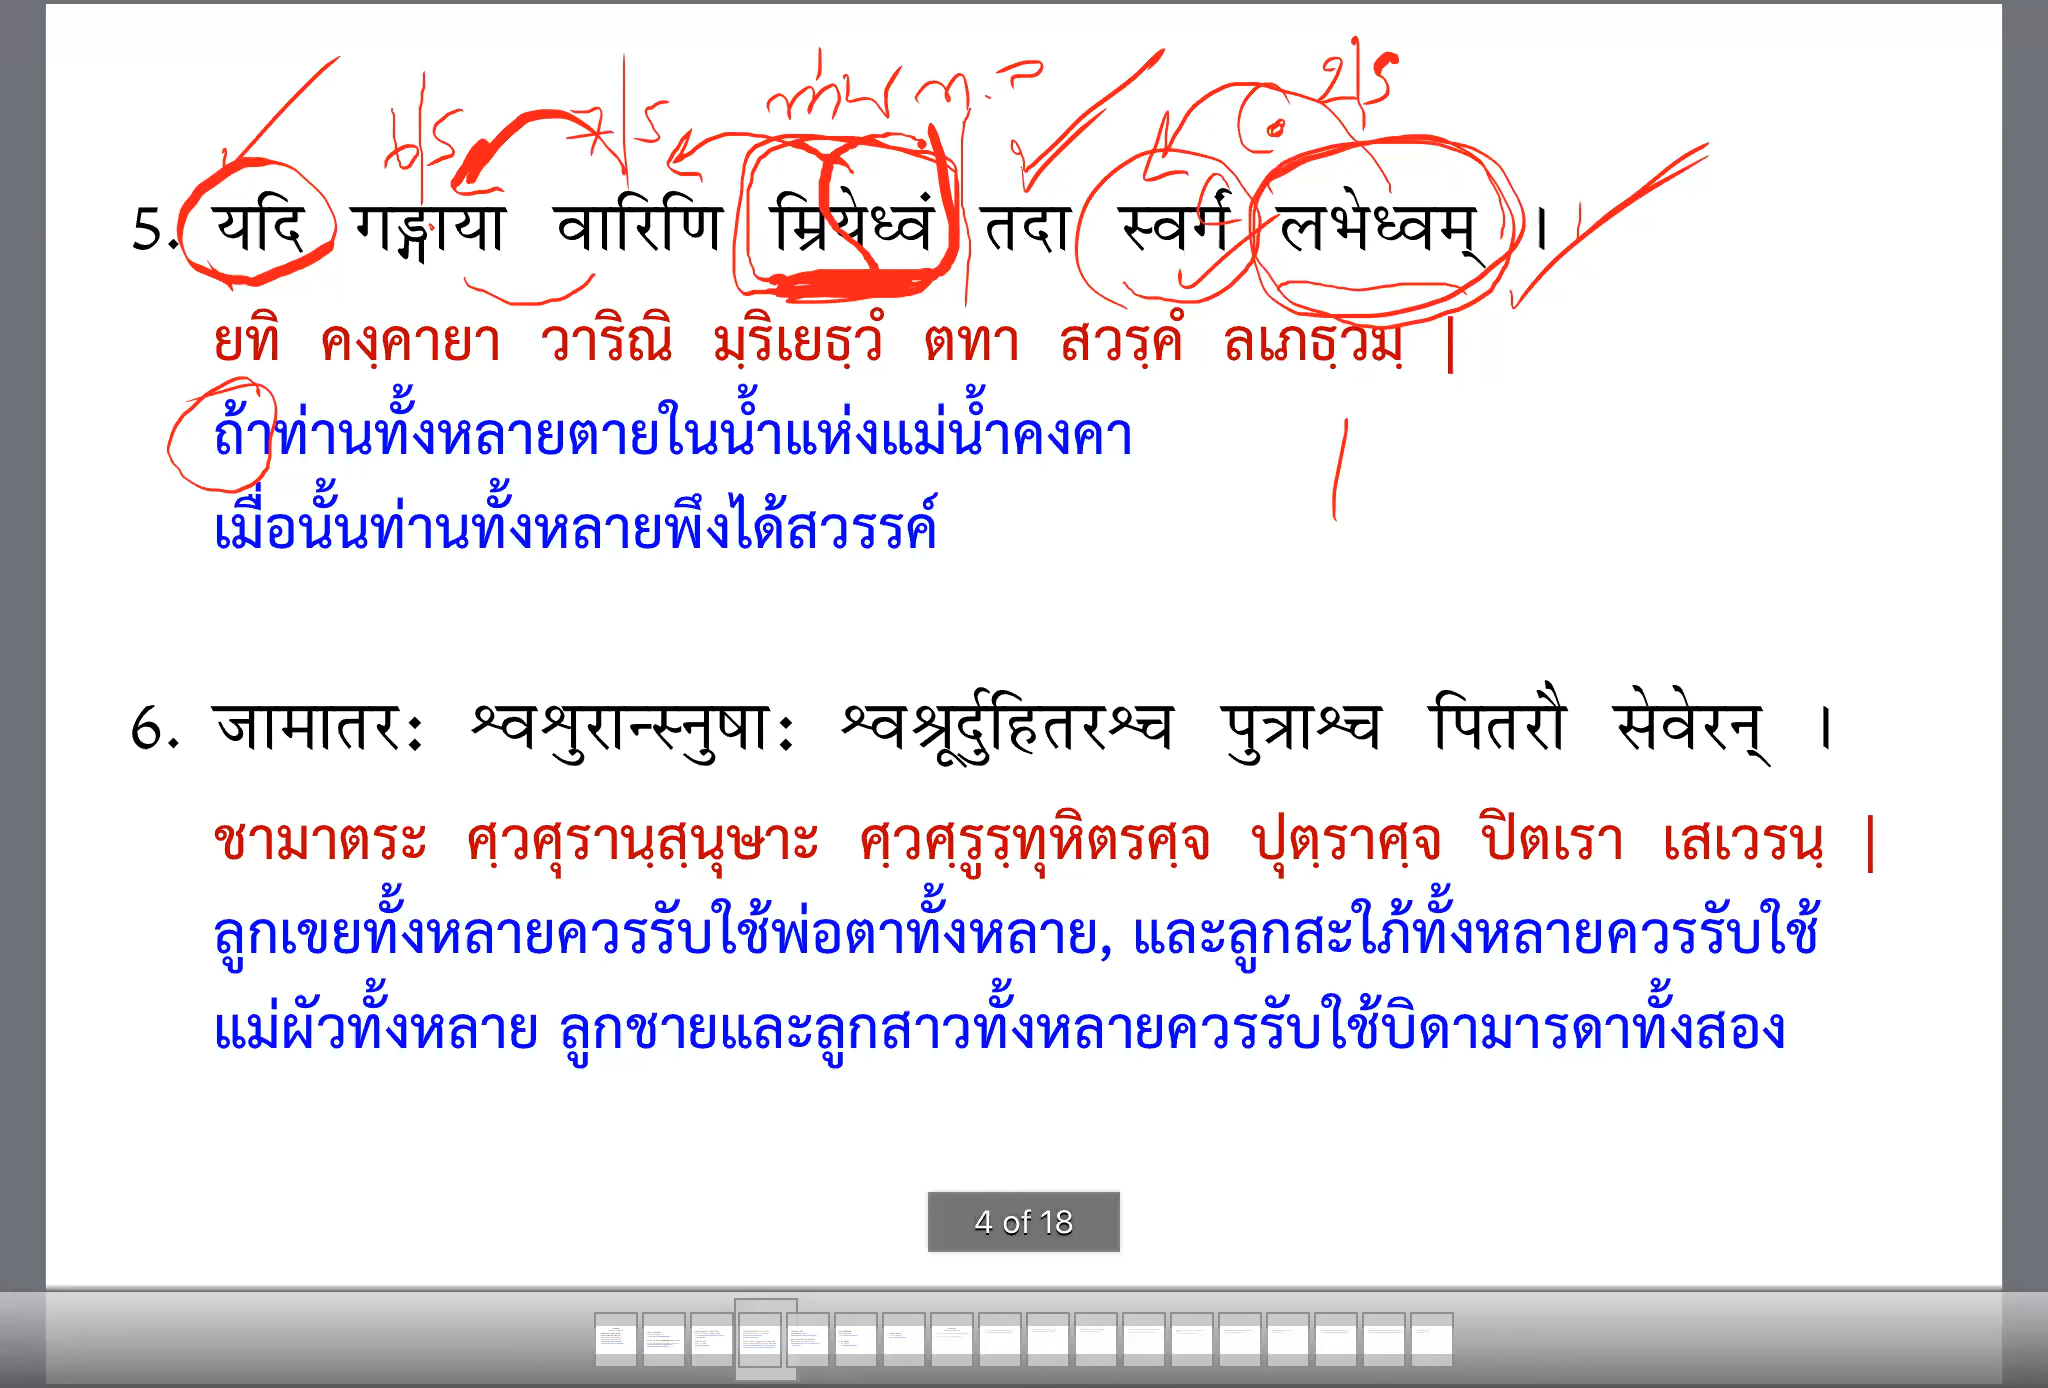 6/5 7/5 ท่าน ท. 2/5
5. यदि गङ्गाया वारिणि म्रियेध्वं तदा स्वर्गं लभेध्वम् ।
ยทิ คงฺคายา วาริณิ มฺริเยธฺวํ ตทา สวรฺคํ ลเภธฺวมฺ |
ถ้าท่านทั้งหลายตายในน้ำแห่งแม่น้ำคงคา
เมื่อนั้นท่านทั้งหลายพึงได้สวรรค์
6. जामातरः श्वशुरान्स्नुषाः श्वश्रूर्दुहितरश्च पुत्राश्च पितरौ सेवेरन् ।
ชามาตระ ศฺวศุรานฺสฺนุษาะ ศฺวศฺรูรฺทุหิตรศฺจ ปุตฺราศฺจ ปิตเรา เสเวรนฺ |
ลูกเขยทั้งหลายควรรับใช้พ่อตาทั้งหลาย, และลูกสะใภ้ทั้งหลายควรรับใช้
แม่ผัวทั้งหลาย ลูกชายและลูกสาวทั้งหลายควรรับใช้บิดามารดาทั้งสอง
4 of 18